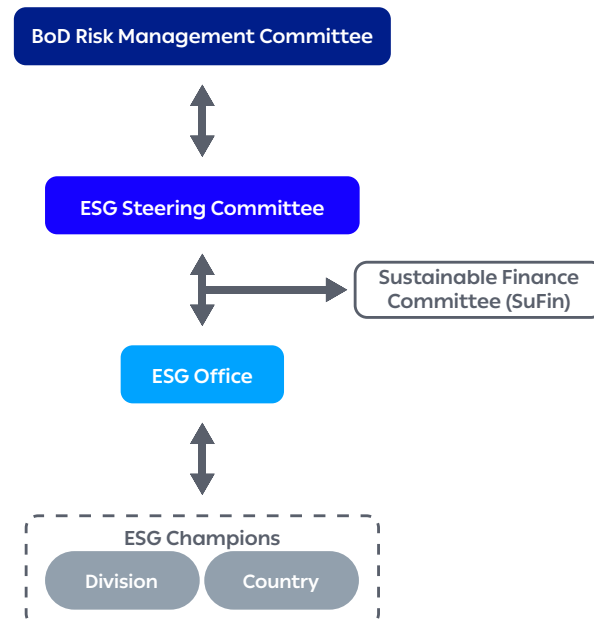 BoD Risk Management Committee
ESG Steering Committee
Sustainable Finance
Committee (SuFin)
ESG Office
ESG Champions
Division
Country